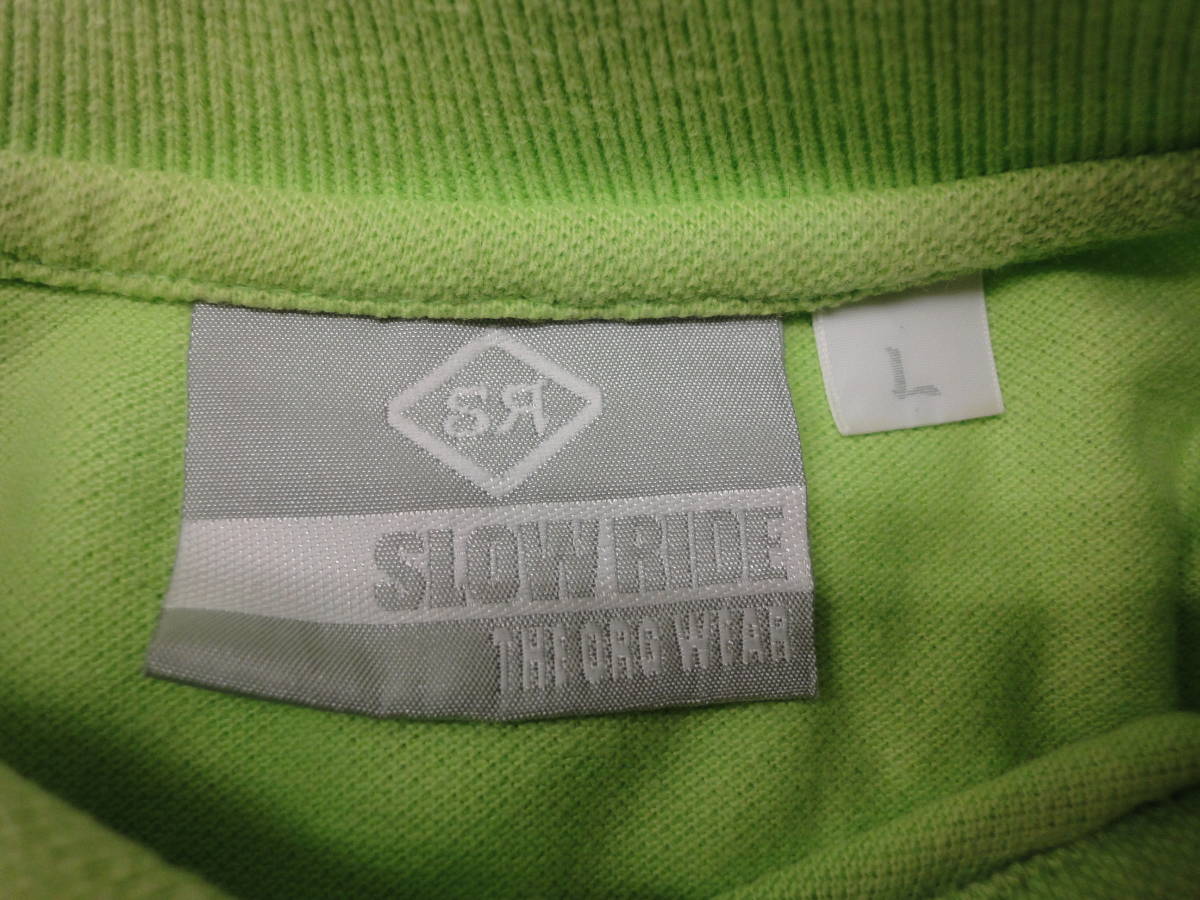 SR
L
SLOW RIDE
THE ORG WEAR